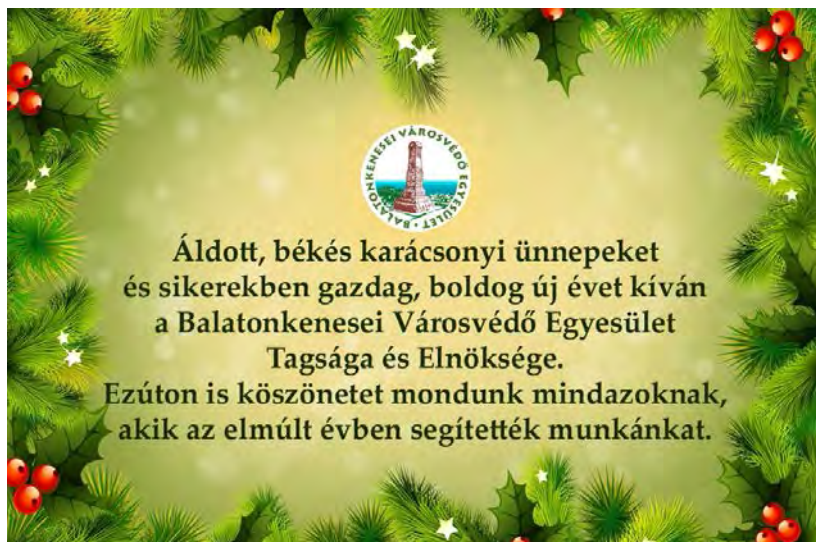 BALATONKENESEI VÁROSVÉDŐ EGYESÜLET •
Áldott, békés karácsonyi ünnepeket
és sikerekben gazdag, boldog új évet kíván
a Balatonkenesei Városvédő Egyesület
Tagsága és Elnöksége.
Ezúton is köszönetet mondunk mindazoknak,
akik az elmúlt évben segítették munkánkat.